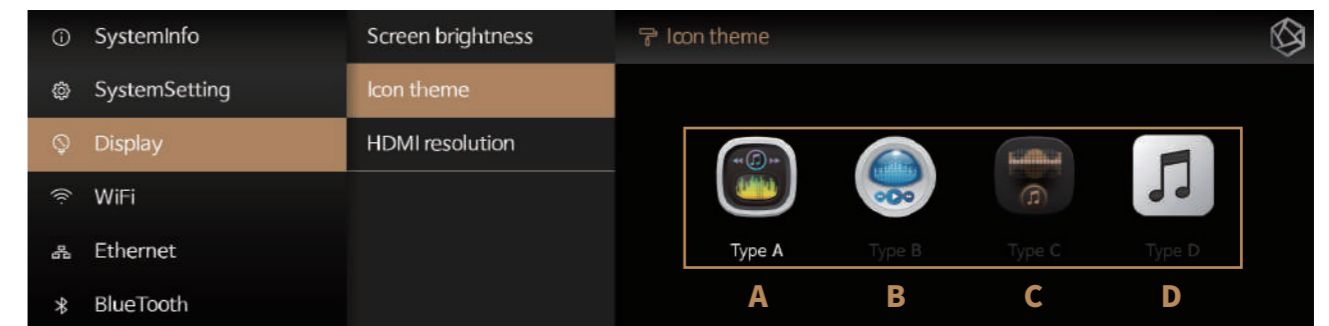 SystemInfo
SystemSetting
Display
WiFi
Ethernet
BlueTooth
Screen brightness
Icon theme
HDMI resolution
Icon theme
Type A
Type B
Type C
Type D
A
B
C
D